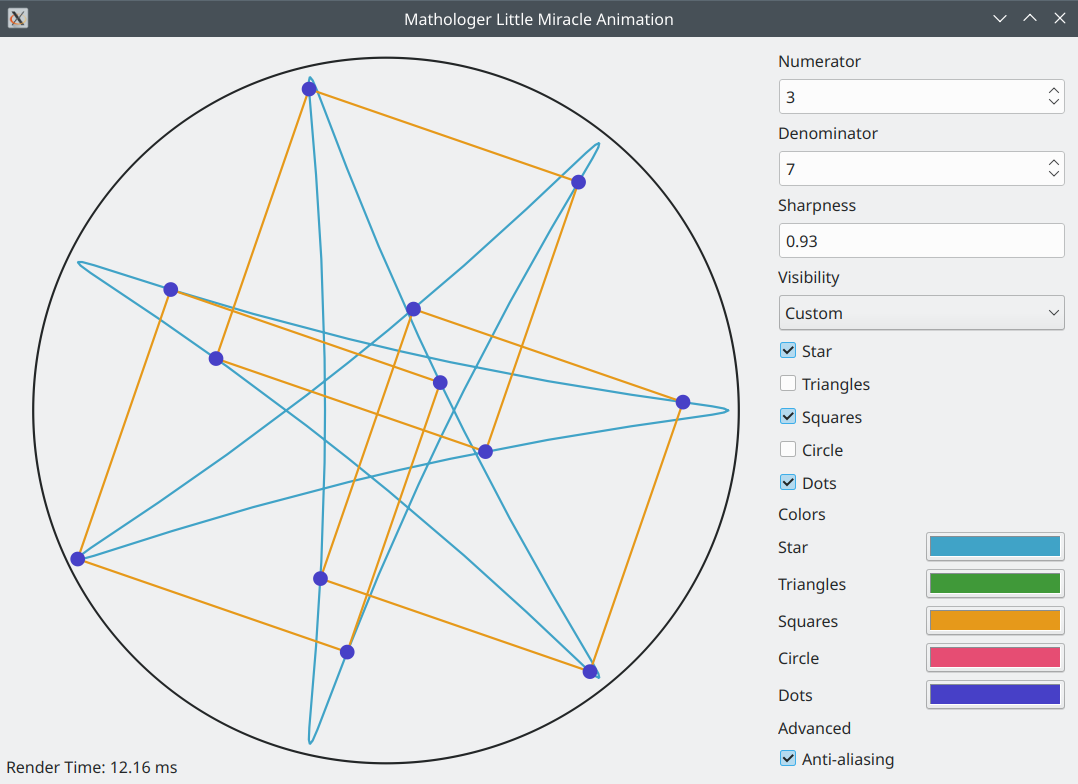 Mathologer Little Miracle Animation
Numerator
3
Denominator
7
Sharpness
0.93
Visibility
Custom
Star
Triangles
Squares
Circle
Dots
Colors
Star
Triangles
Squares
Circle
Dots
Advanced
Anti-aliasing
Render Time: 12.16 ms